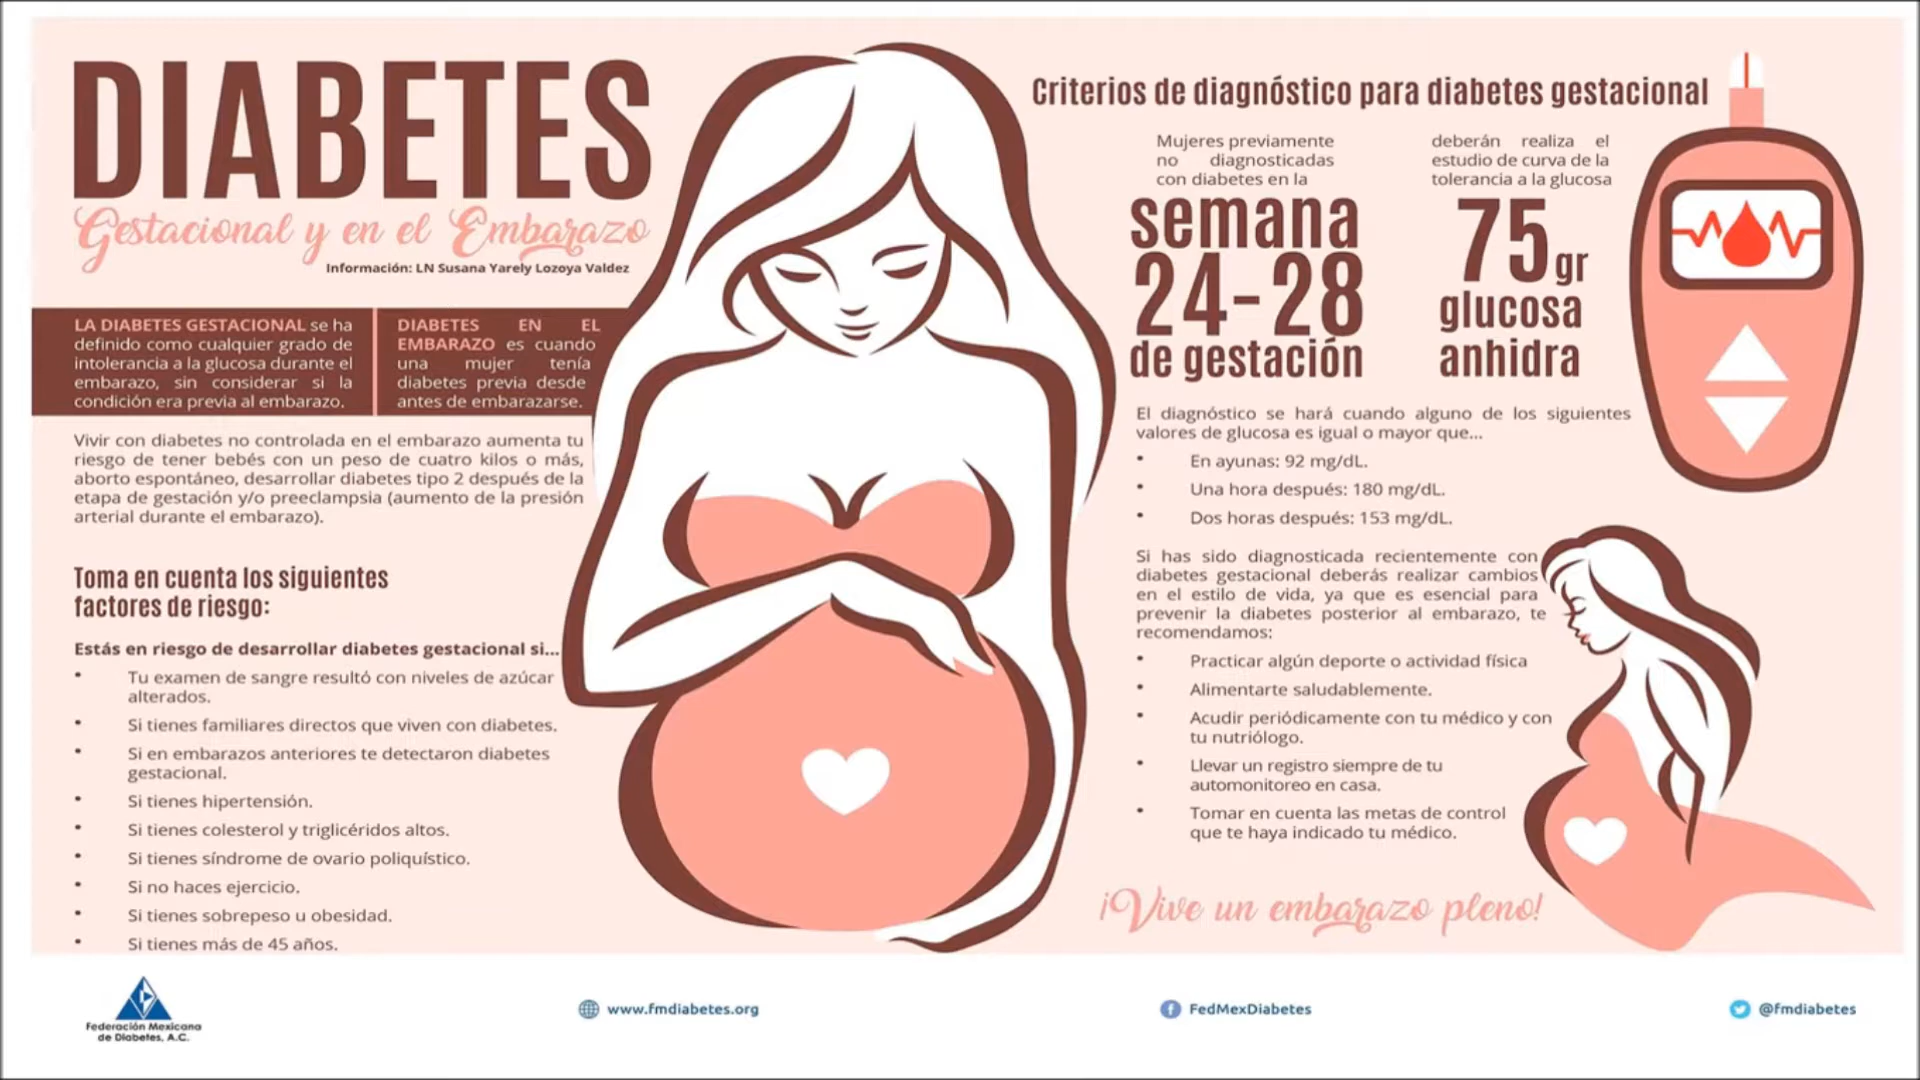 DIABETES
Gestacional y en el Embarazo
Información: LN Susana Yarely Lozoya Valdez
LA DIABETES GESTACIONAL se ha
definido como cualquier grado de
intolerancia a la glucosa durante el
embarazo, sin considerar si la
condición era previa al embarazo.
DIABETES EN EL
EMBARAZO es cuando
una mujer tenía
diabetes previa desde
antes de embarazarse.
Vivir con diabetes no controlada en el embarazo aumenta tu
riesgo de tener bebés con un peso de cuatro kilos o más,
aborto espontáneo, desarrollar diabetes tipo 2 después de la
etapa de gestación y/o preeclampsia (aumento de la presión
arterial durante el embarazo).
Toma en cuenta los siguientes
factores de riesgo:
Estás en riesgo de desarrollar diabetes gestacional si...
• Tu examen de sangre resultó con niveles de azúcar
alterados.
• Si tienes familiares directos que viven con diabetes.
• Si en embarazos anteriores te detectaron diabetes
gestacional.
• Si tienes hipertensión.
• Si tienes colesterol y triglicéridos altos.
• Si tienes síndrome de ovario poliquístico.
• Si no haces ejercicio.
• Si tienes sobrepeso u obesidad.
• Si tienes más de 45 años.
Criterios de diagnóstico para diabetes gestacional
Mujeres previamente
no diagnosticadas
con diabetes en la
semana
24-28
de gestación
deberán realiza el
estudio de curva de la
tolerancia a la glucosa
75 gr
glucosa
anhidra
El diagnóstico se hará cuando alguno de los siguientes
valores de glucosa es igual o mayor que...
• En ayunas: 92 mg/dL.
• Una hora después: 180 mg/dL.
• Dos horas después: 153 mg/dL.
Si has sido diagnosticada recientemente con
diabetes gestacional deberás realizar cambios
en el estilo de vida, ya que es esencial para
prevenir la diabetes posterior al embarazo, te
recomendamos:
• Practicar algún deporte o actividad física
• Alimentarte saludablemente.
• Acudir periódicamente con tu médico y con
tu nutriólogo.
• Llevar un registro siempre de tu
automonitoreo en casa.
• Tomar en cuenta las metas de control
que te haya indicado tu médico.
¡Vive un embarazo pleno!
Federación Mexicana
de Diabetes, A.C.
www.fmdiabetes.org
FedMexDiabetes
@fmdiabetes